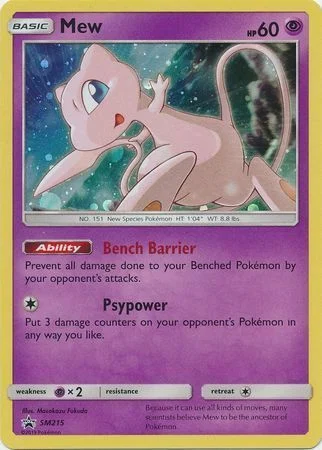 BASIC Mew HP60
NO. 151 New Species Pokémon HT: 1'04" WT: 8.8 lbs
Ability Bench Barrier
Prevent all damage done to your Benched Pokémon by
your opponent's attacks.
Psypower
Put 3 damage counters on your opponent's Pokémon in
any way you like.
weakness ×2 resistance retreat
Illus. Masakazu Fukuda
SM215
©2019 Pokémon
Because it can use all kinds of moves, many
scientists believe Mew to be the ancestor
of Pokémon.